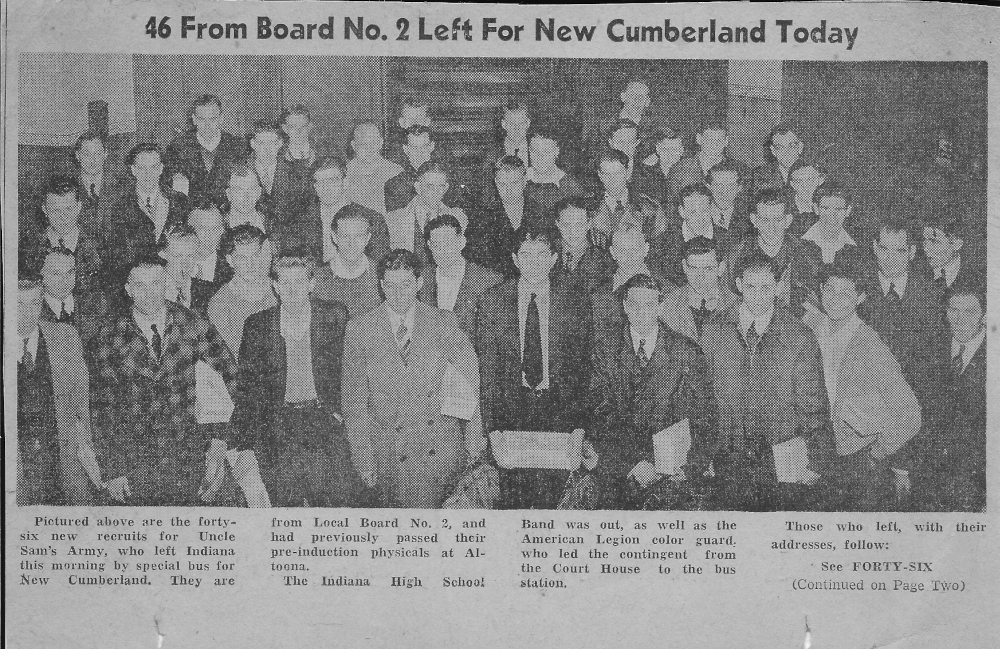 46 From Board No. 2 Left For New Cumberland Today
Pictured above are the forty-
six new recruits for Uncle
Sam's Army, who left Indiana
this morning by special bus for
New Cumberland. They are
from Local Board No. 2, and
had previously passed their
pre-induction physicals at Al-
toona.
The Indiana High School
Band was out, as well as the
American Legion color guard,
who led the contingent from
the Court House to the bus
station.
Those who left, with their
addresses, follow:
See FORTY-SIX
(Continued on Page Two)